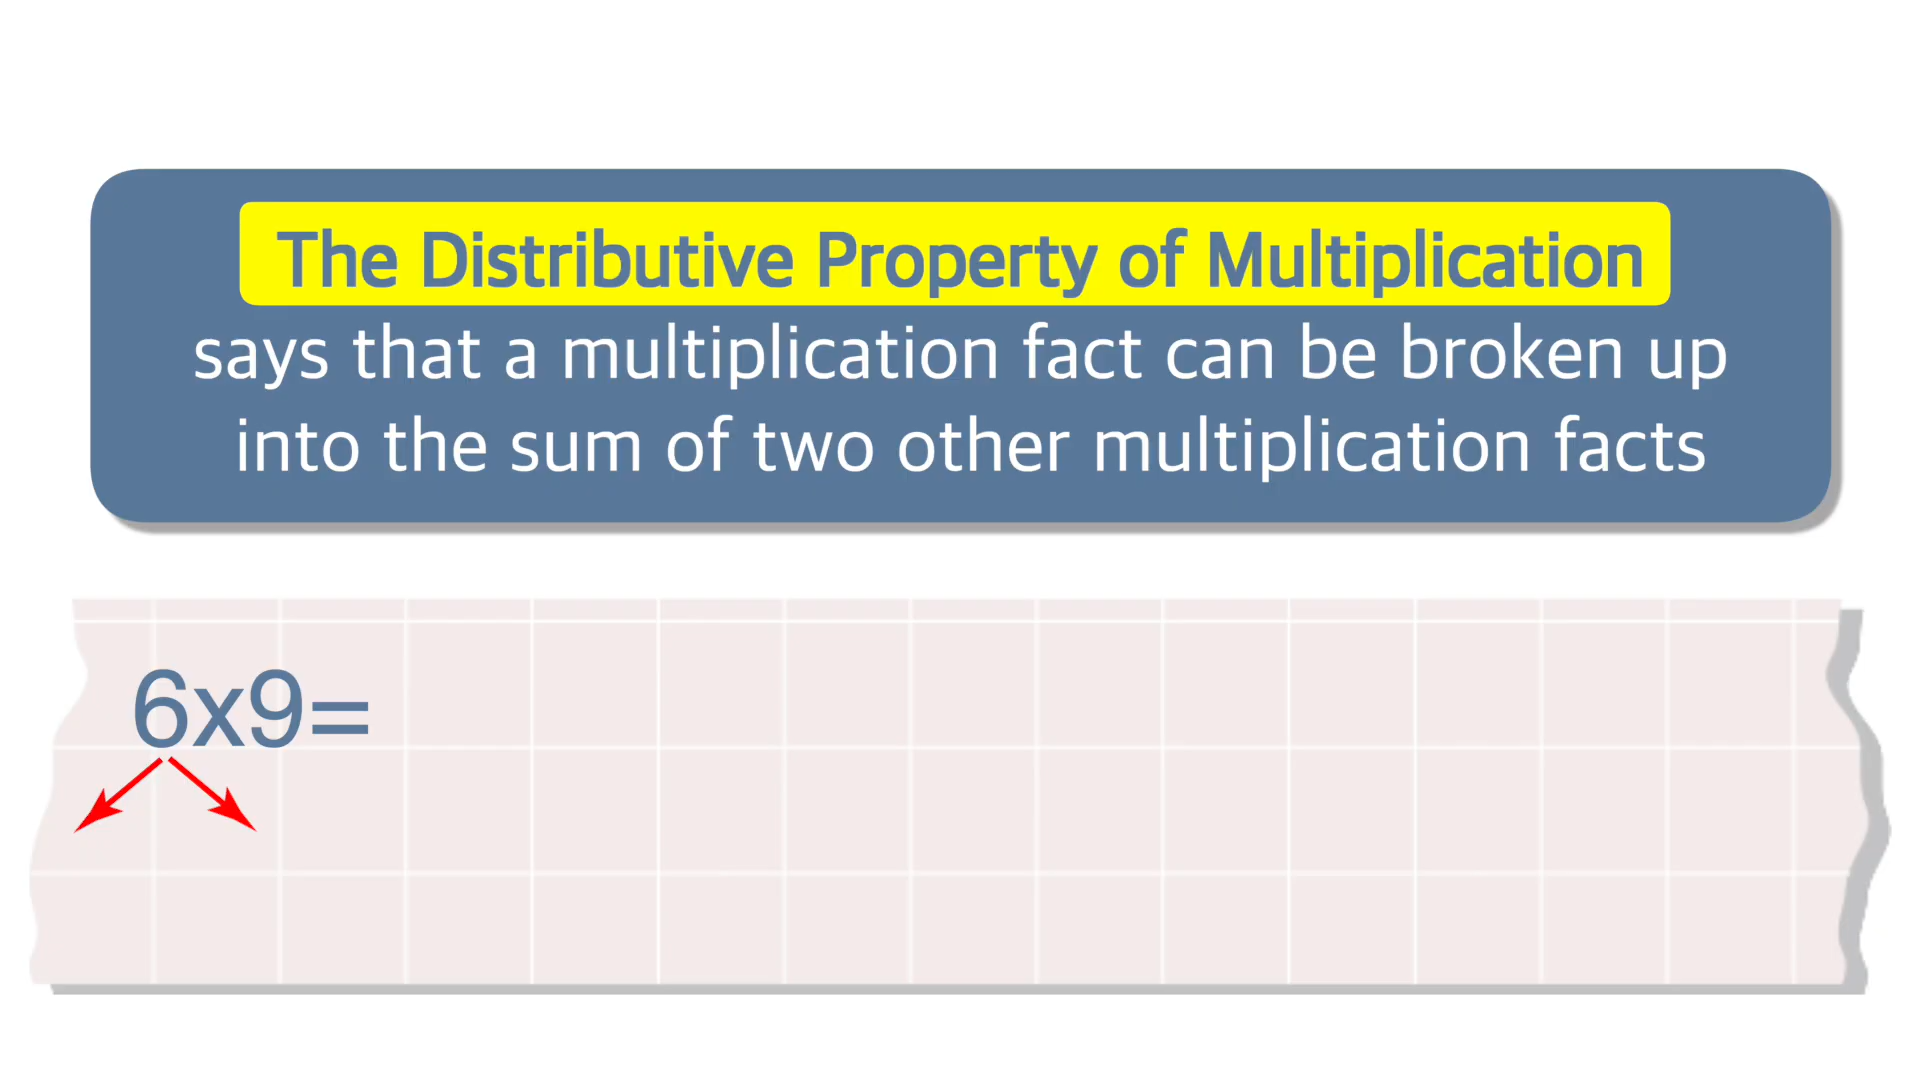 The Distributive Property of Multiplication
says that a multiplication fact can be broken up
into the sum of two other multiplication facts
6x9=